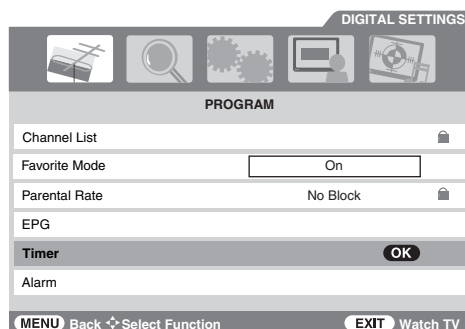 DIGITAL SETTINGS
PROGRAM
Channel List
Favorite Mode On
Parental Rate No Block
EPG
Timer OK
Alarm
MENU Back Select Function EXIT Watch TV